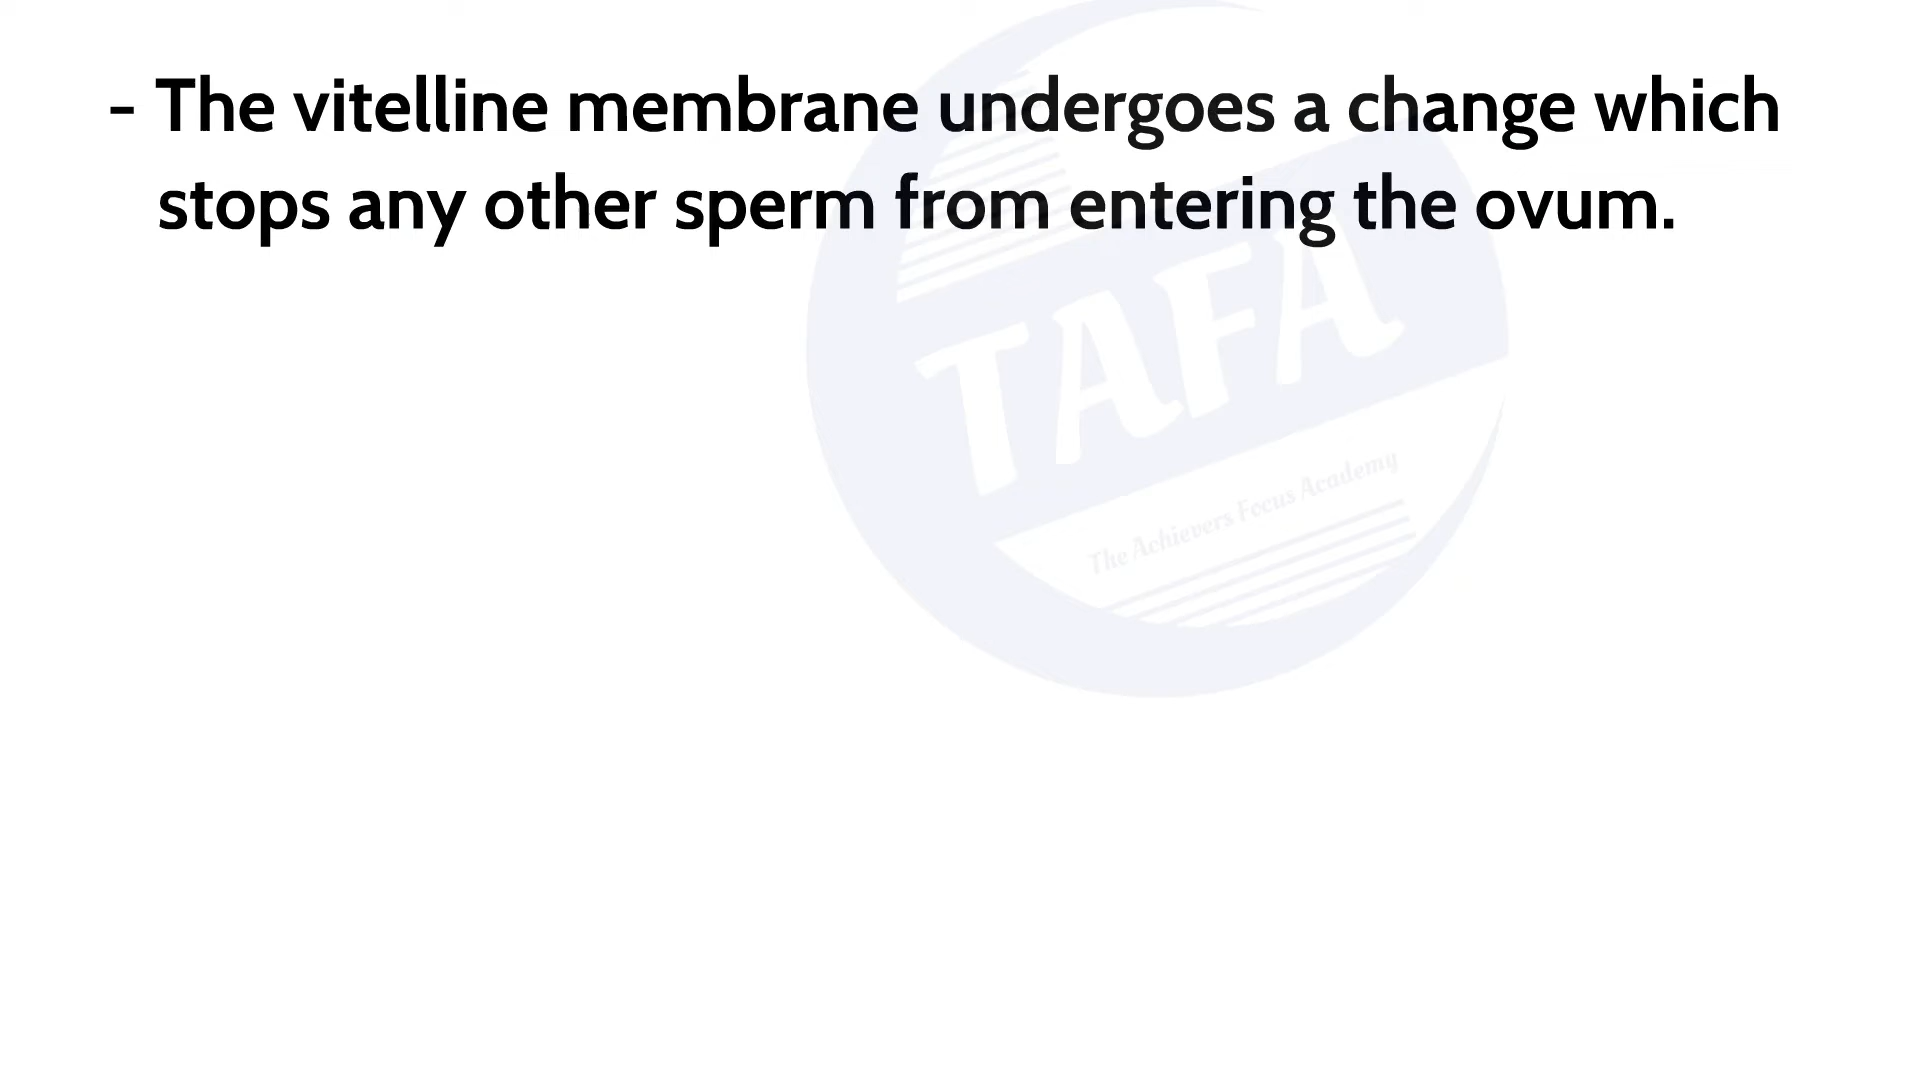 - The vitelline membrane undergoes a change which
stops any other sperm from entering the ovum.
TAFA
The Achievers Focus Academy